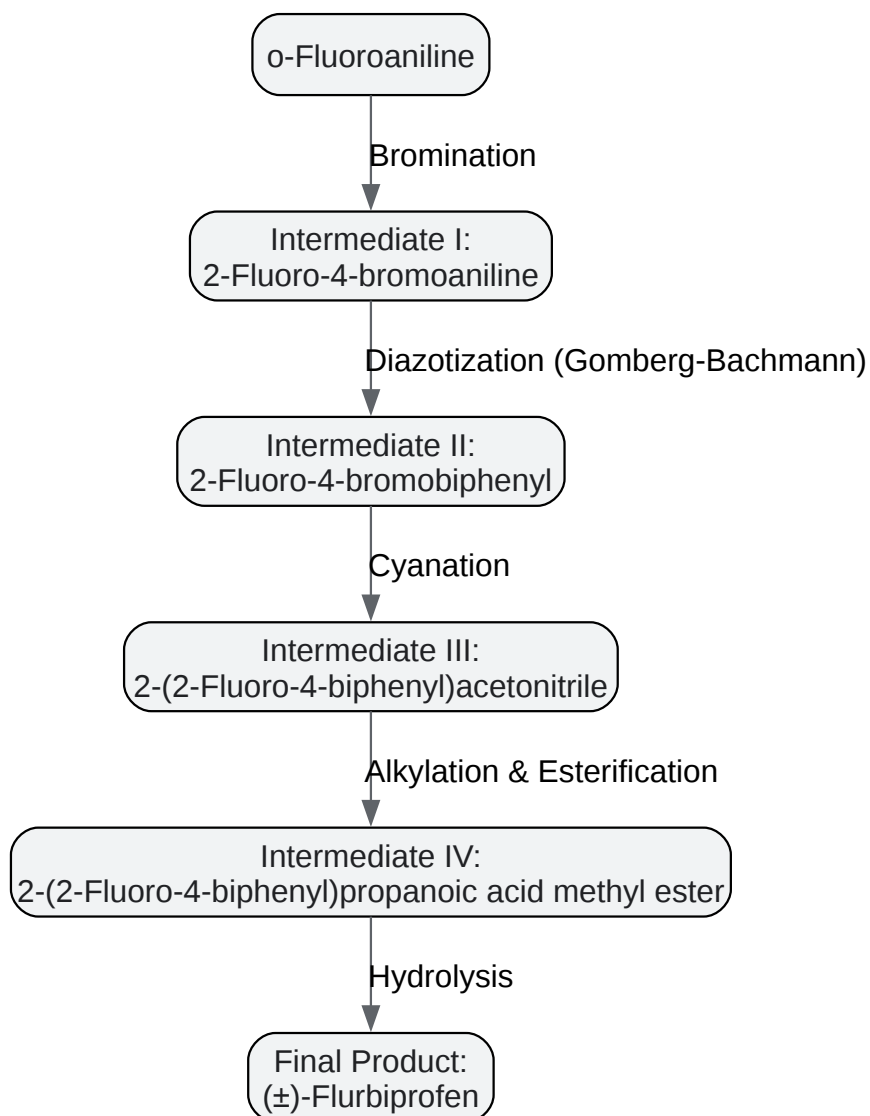 o-Fluoroaniline
Bromination
Intermediate I:
2-Fluoro-4-bromoaniline
Diazotization (Gomberg-Bachmann)
Intermediate II:
2-Fluoro-4-bromobiphenyl
Cyanation
Intermediate III:
2-(2-Fluoro-4-biphenyl)acetonitrile
Alkylation & Esterification
Intermediate IV:
2-(2-Fluoro-4-biphenyl)propanoic acid methyl ester
Hydrolysis
Final Product:
(±)-Flurbiprofen